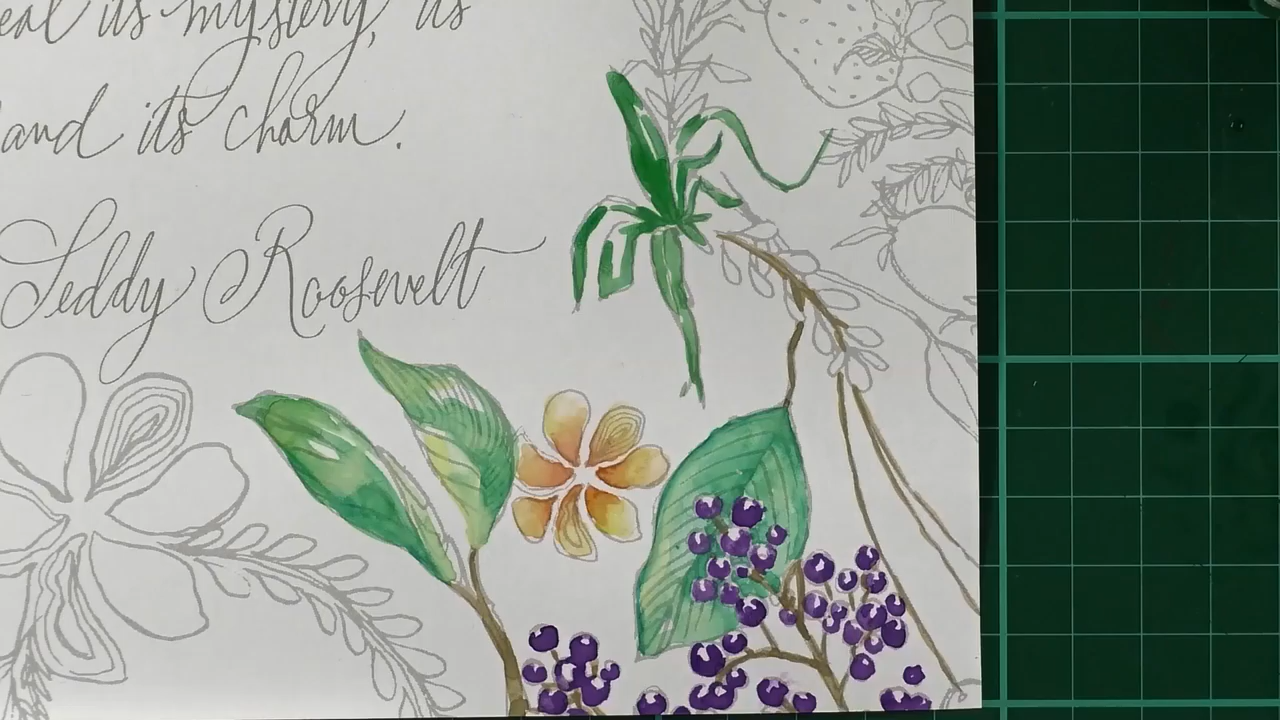 eal its mystery, its
and its charm.
Teddy Roosevelt